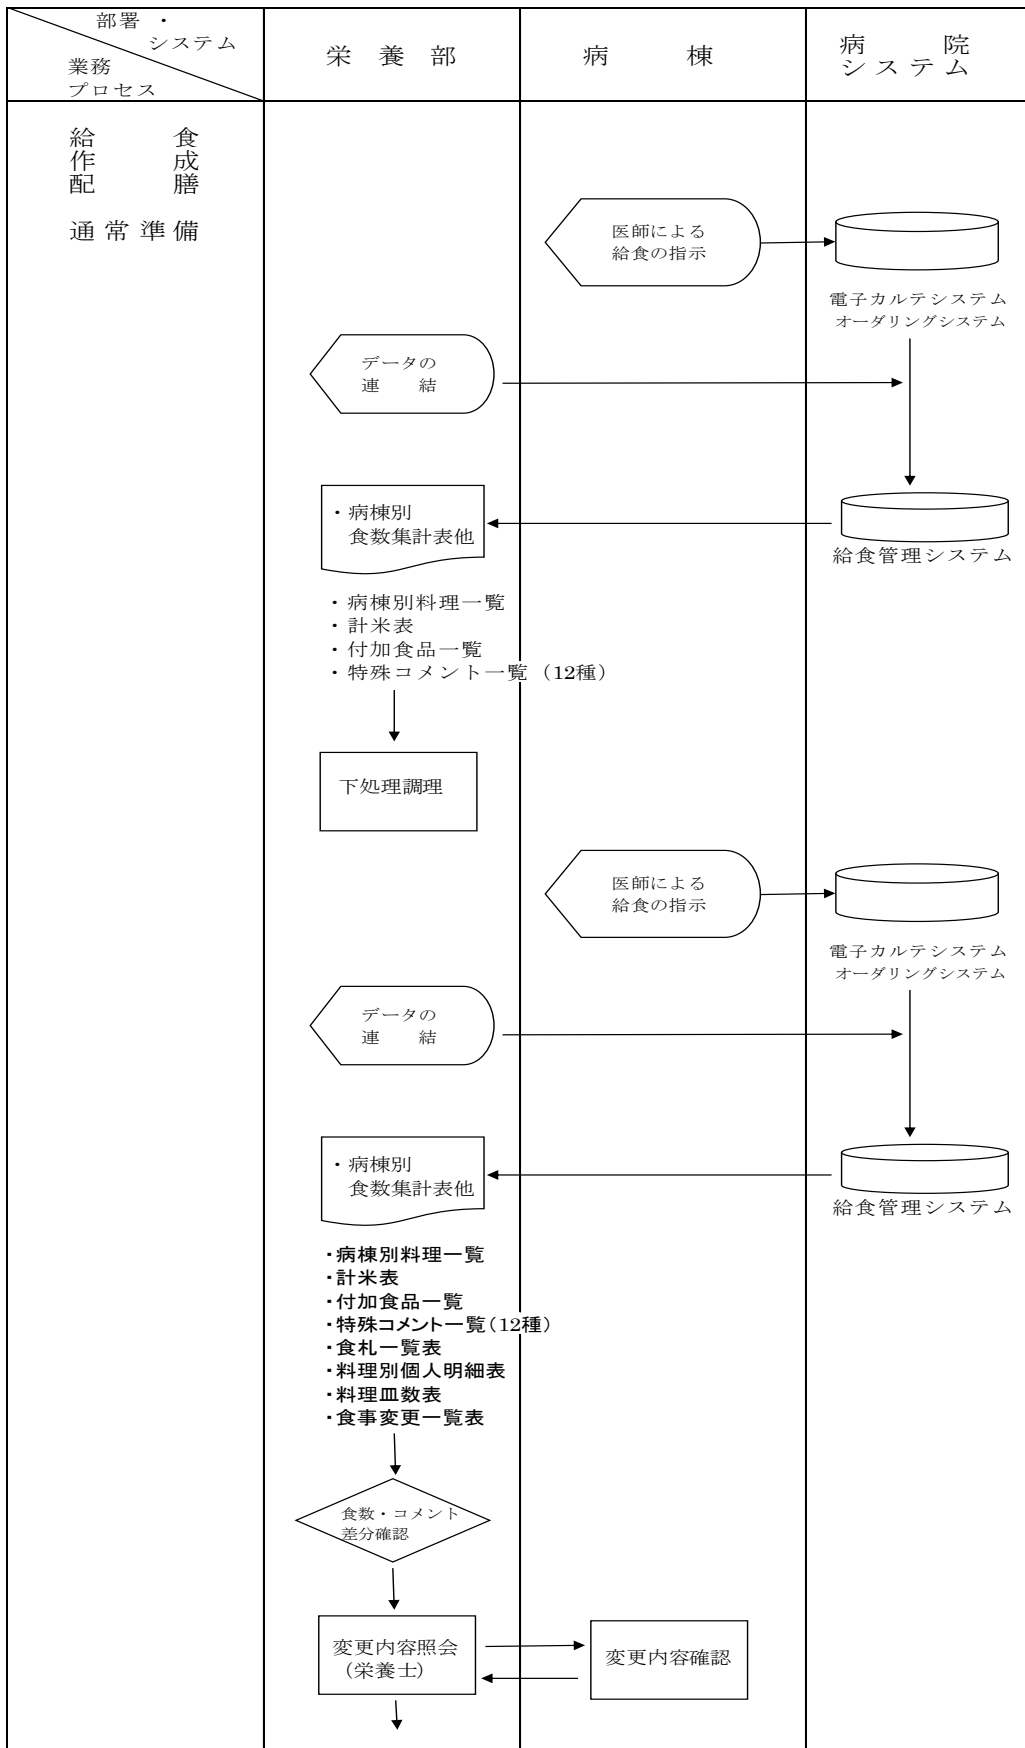 部署 ・
システム
業務
プロセス
栄 養 部
病 棟
病 院
システム
給 食
作 成
配 膳
通常準備
医師による
給食の指示
電子カルテシステム
オーダリングシステム
データの
連 結
・病棟別
食数集計表他
給食管理システム
・病棟別料理一覧
・計米表
・付加食品一覧
・特殊コメント一覧（12種）
下処理調理
医師による
給食の指示
電子カルテシステム
オーダリングシステム
データの
連 結
・病棟別
食数集計表他
給食管理システム
・病棟別料理一覧
・計米表
・付加食品一覧
・特殊コメント一覧（12種）
・食札一覧表
・料理別個人明細表
・料理皿数表
・食事変更一覧表
食数・コメント
差分確認
変更内容照会
(栄養士)
変更内容確認